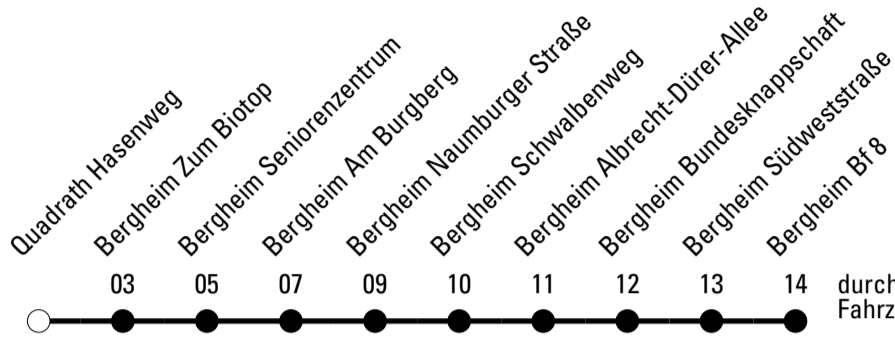 Quadrath Hasenweg
Bergheim Zum Biotop
Bergheim Seniorenzentrum
Bergheim Am Burgberg
Bergheim Naumburger Straße
Bergheim Schwalbenweg
Bergheim Albrecht-Dürer-Allee
Bergheim Bundesknappschaft
Bergheim Südweststraße
Bergheim Bf 8
03 05 07 09 10 11 12 13 14
durch
Fahrz